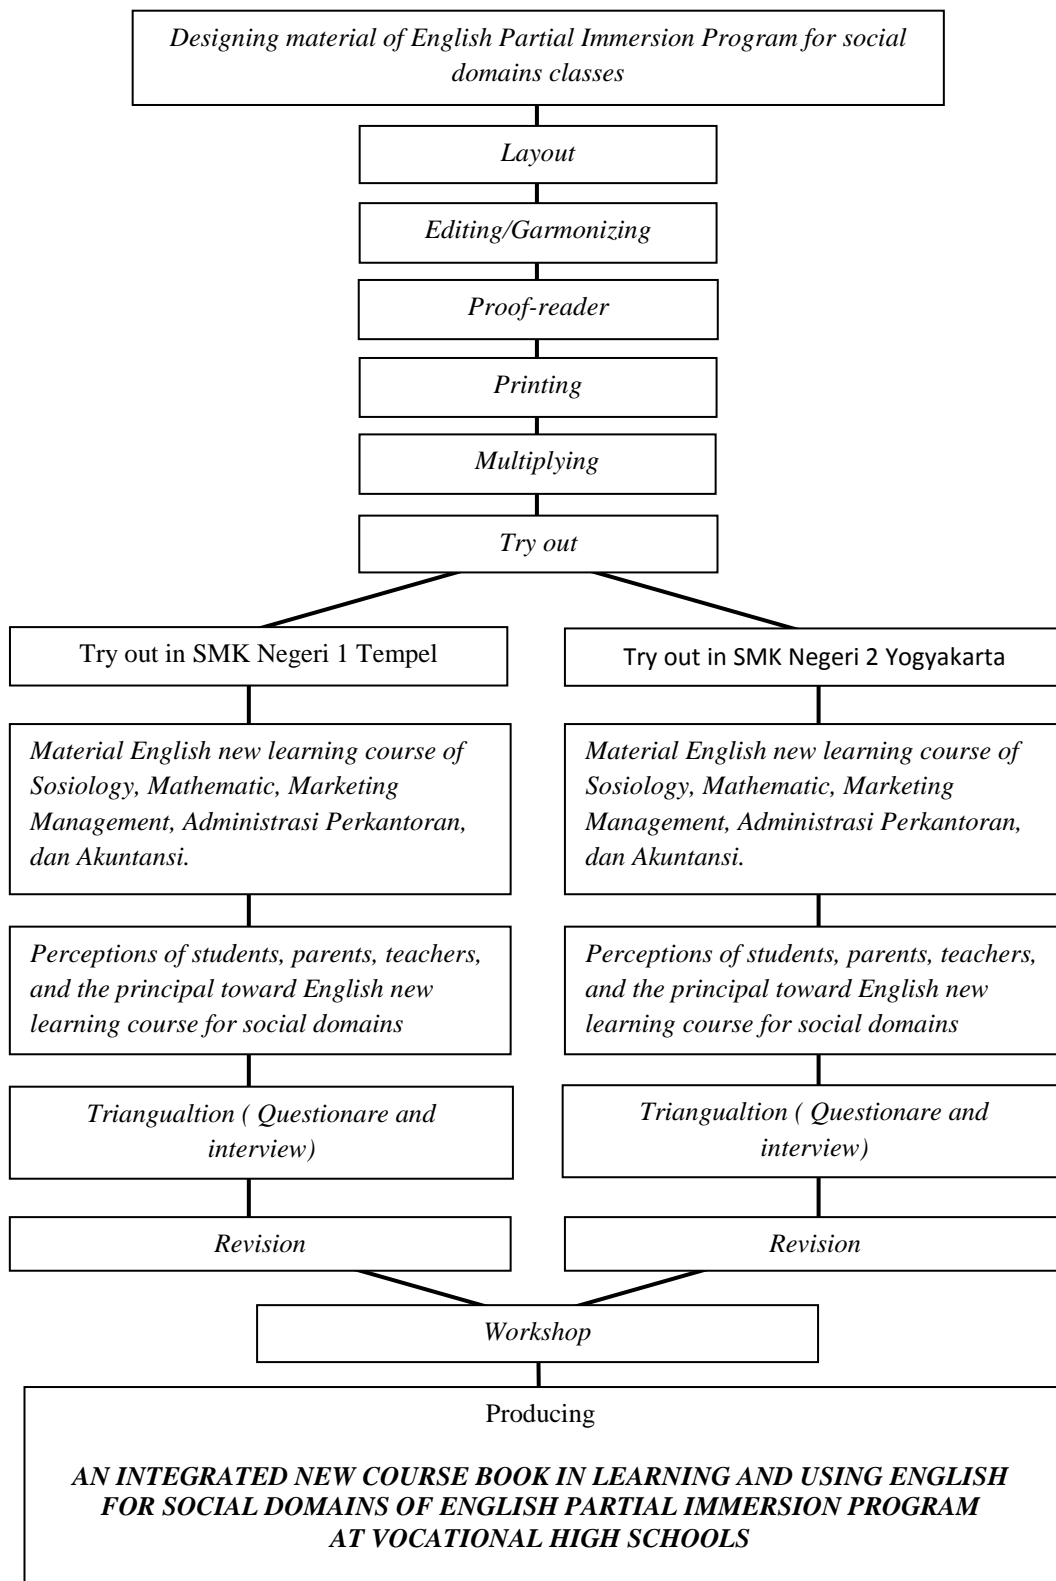 Designing material of English Partial Immersion Program for social
domains classes
Layout
Editing/Garmonizing
Proof-reader
Printing
Multiplying
Try out
Try out in SMK Negeri 1 Tempel
Material English new learning course of
Sosiology, Mathematic, Marketing
Management, Administrasi Perkantoran,
dan Akuntansi.
Perceptions of students, parents, teachers,
and the principal toward English new
learning course for social domains
Triangualtion ( Questionare and
interview)
Revision
Try out in SMK Negeri 2 Yogyakarta
Material English new learning course of
Sosiology, Mathematic, Marketing
Management, Administrasi Perkantoran,
dan Akuntansi.
Perceptions of students, parents, teachers,
and the principal toward English new
learning course for social domains
Triangualtion ( Questionare and
interview)
Revision
Workshop
Producing
AN INTEGRATED NEW COURSE BOOK IN LEARNING AND USING ENGLISH
FOR SOCIAL DOMAINS OF ENGLISH PARTIAL IMMERSION PROGRAM
AT VOCATIONAL HIGH SCHOOLS